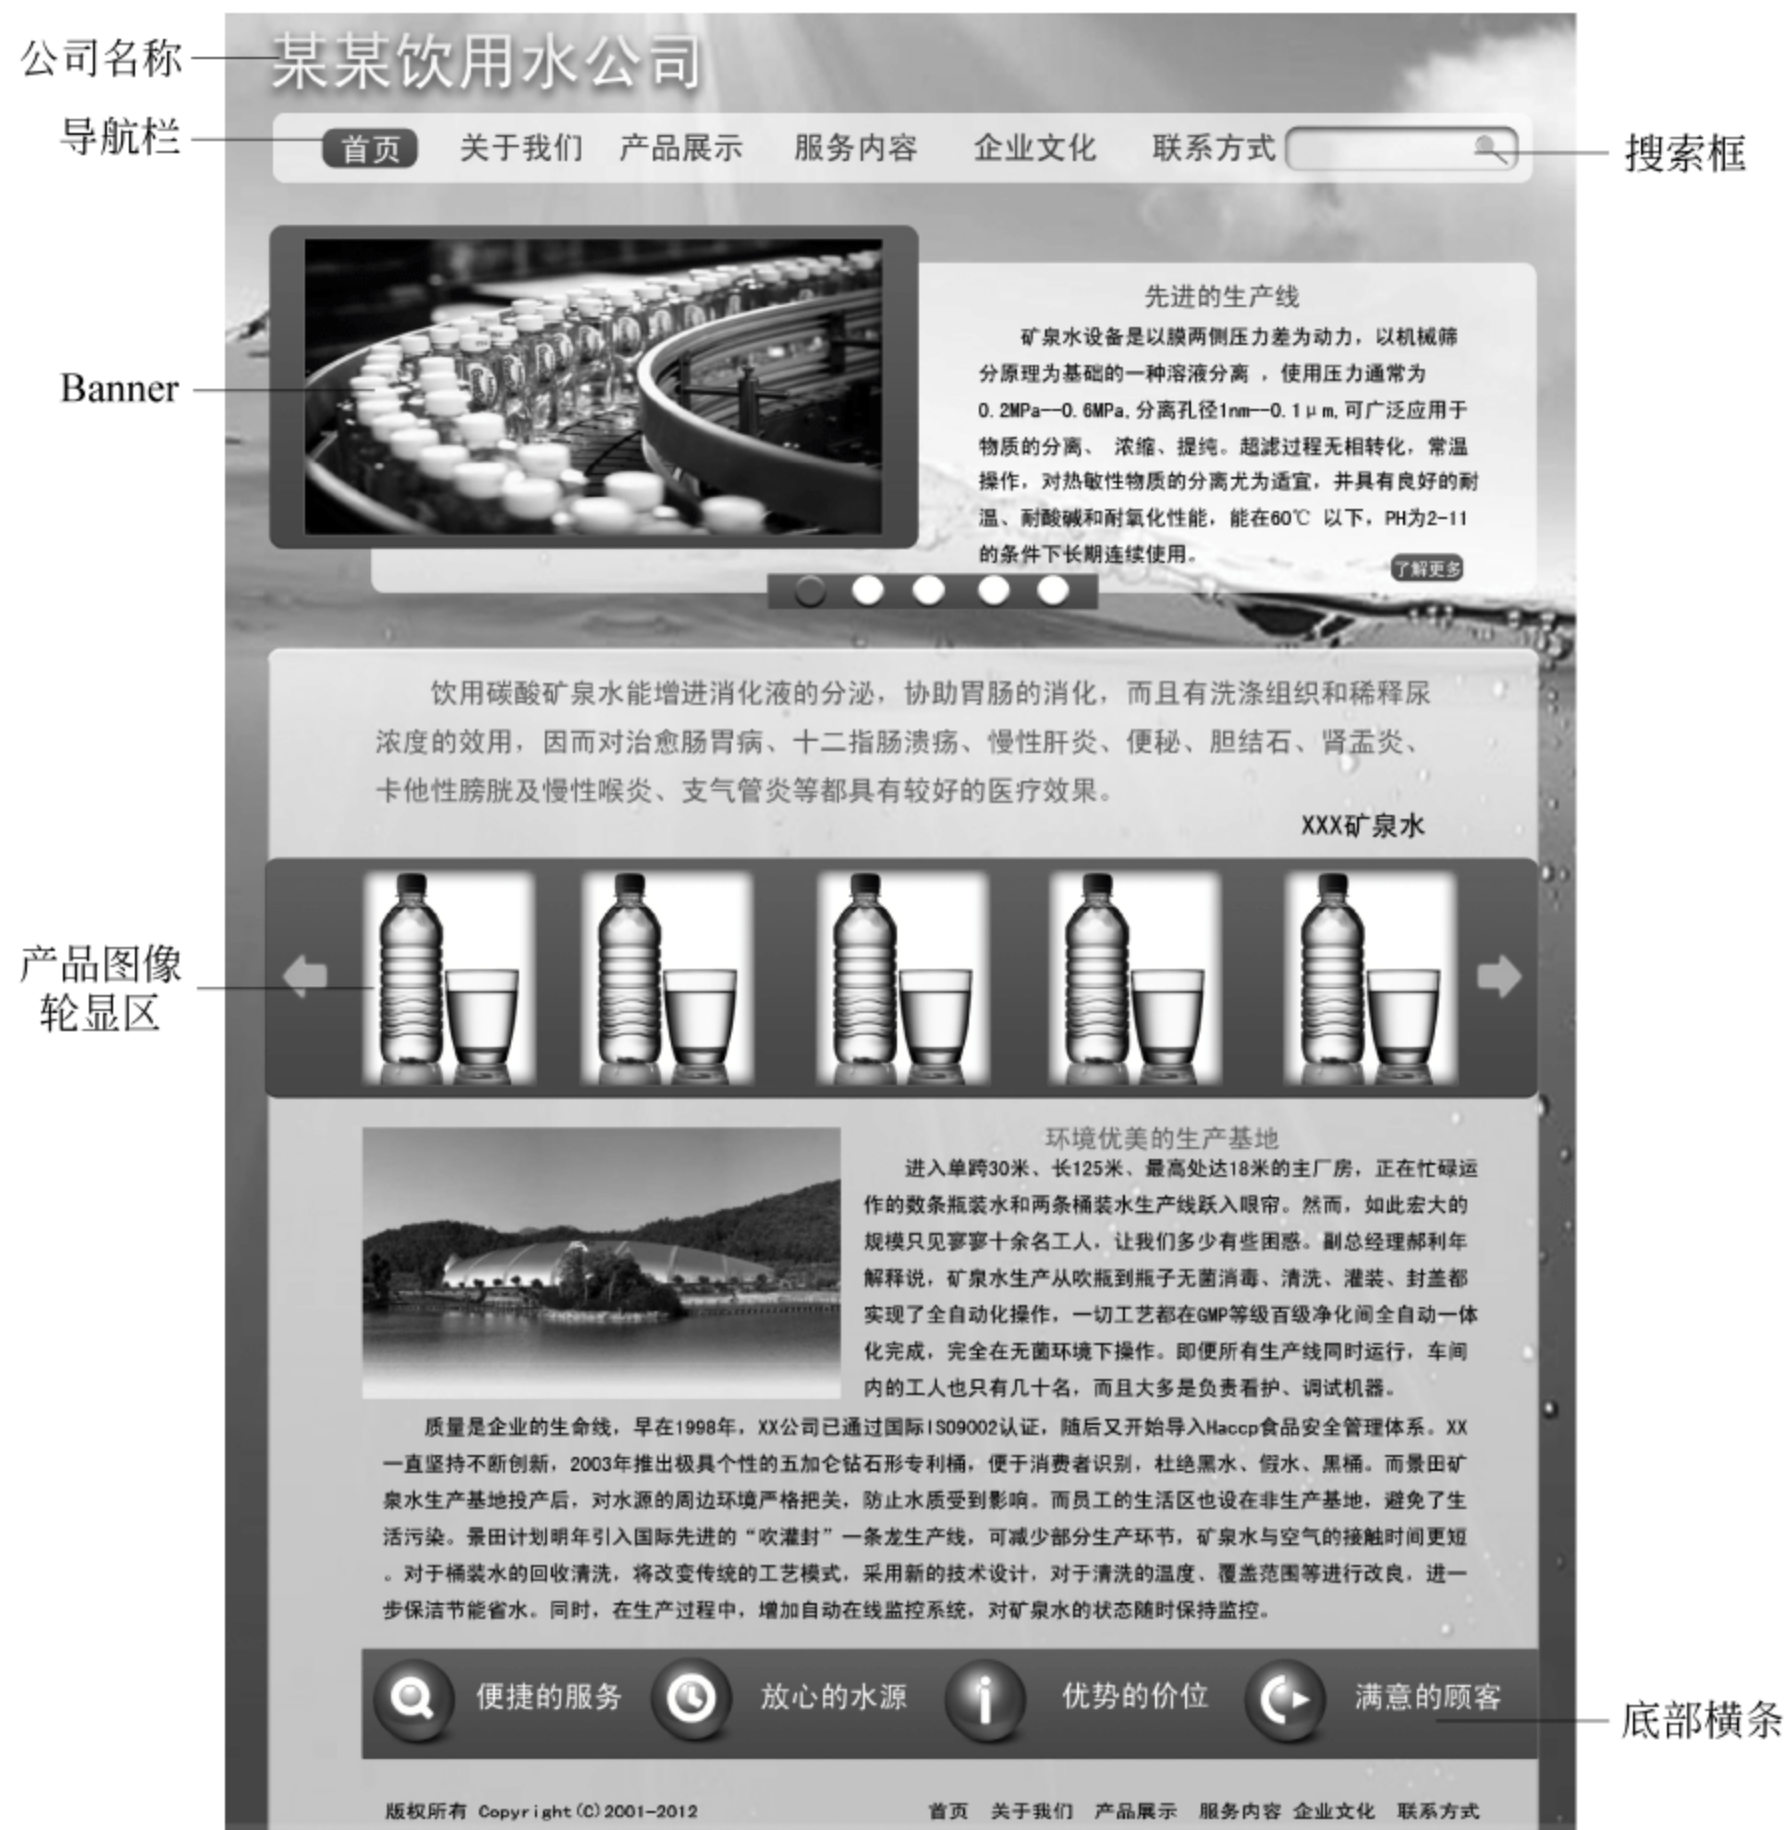 公司名称
某某饮用水公司
导航栏
首页 关于我们 产品展示 服务内容 企业文化 联系方式
搜索框
Banner
先进的生产线
矿泉水设备是以膜两侧压力差为动力，以机械筛
分原理为基础的一种溶液分离 ，使用压力通常为
0.2MPa--0.6MPa,分离孔径1nm--0.1μm,可广泛应用于
物质的分离、 浓缩、提纯。超滤过程无相转化，常温
操作，对热敏性物质的分离尤为适宜，并具有良好的耐
温、耐酸碱和耐氧化性能，能在60℃ 以下，PH为2-11
的条件下长期连续使用。
了解更多
饮用碳酸矿泉水能增进消化液的分泌，协助胃肠的消化，而且有洗涤组织和稀释尿
浓度的效用，因而对治愈肠胃病、十二指肠溃疡、慢性肝炎、便秘、胆结石、肾盂炎、
卡他性膀胱及慢性喉炎、支气管炎等都具有较好的医疗效果。
XXX矿泉水
产品图像
轮显区
环境优美的生产基地
进入单跨30米、长125米、最高处达18米的主厂房，正在忙碌运
作的数条瓶装水和两条桶装水生产线跃入眼帘。然而，如此宏大的
规模只见寥寥十余名工人，让我们多少有些困惑。副总经理郝利年
解释说，矿泉水生产从吹瓶到瓶子无菌消毒、清洗、灌装、封盖都
实现了全自动化操作，一切工艺都在GMP等级百级净化间全自动一体
化完成，完全在无菌环境下操作。即便所有生产线同时运行，车间
内的工人也只有几十名，而且大多是负责看护、调试机器。
质量是企业的生命线，早在1998年，XX公司已通过国际ISO9002认证，随后又开始导入Haccp食品安全管理体系。XX
一直坚持不断创新，2003年推出极具个性的五加仑钻石形专利桶，便于消费者识别，杜绝黑水、假水、黑桶。而景田矿
泉水生产基地投产后，对水源的周边环境严格把关，防止水质受到影响。而员工的生活区也设在非生产基地，避免了生
活污染。景田计划明年引入国际先进的“吹灌封”一条龙生产线，可减少部分生产环节，矿泉水与空气的接触时间更短
。对于桶装水的回收清洗，将改变传统的工艺模式，采用新的技术设计，对于清洗的温度、覆盖范围等进行改良，进一
步保洁节能省水。同时，在生产过程中，增加自动在线监控系统，对矿泉水的状态随时保持监控。
便捷的服务 放心的水源 优势的价位 满意的顾客
底部横条
版权所有 Copyright(C)2001-2012 首页 关于我们 产品展示 服务内容 企业文化 联系方式